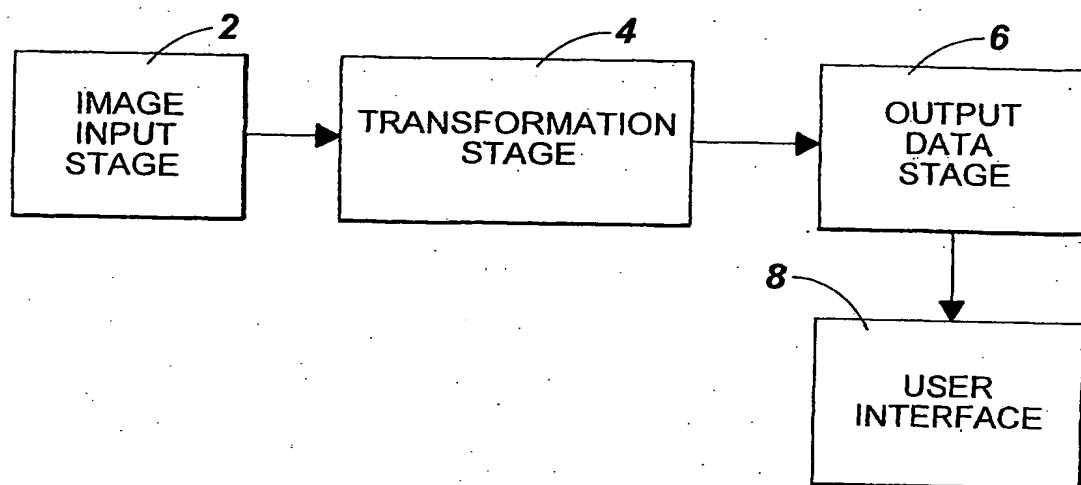 2
IMAGE
INPUT
STAGE
4
TRANSFORMATION
STAGE
6
OUTPUT
DATA
STAGE
8
USER
INTERFACE